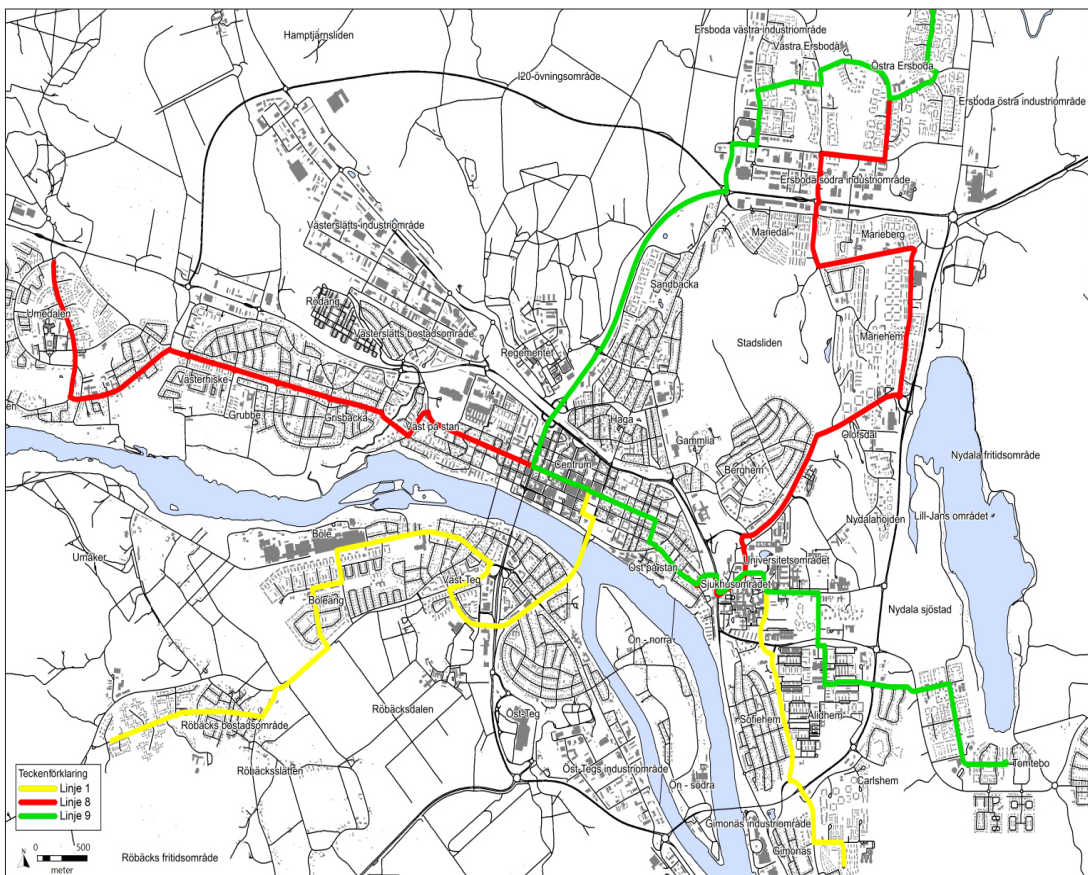 Ersboda västra industriområde
Hamptjärnsliden
Västra Ersboda
Östra Ersboda
I20-övningsområde
Ersboda östra industriområde
Ersboda södra industriområde
Västerslätts industriområde
Mariedal
Marieberg
Sandbacka
Umedalen
Rödäng
Västerslätts bostadsområde
Regementet
Stadsliden
Mariehem
Västerhiske
Grubbe
Grisbacka
Väst på stan
Haga
Gammlia
Olofsdal
Centrum
Berghem
Nydala fritidsområde
Nydalahöjden
Lill-Jans området
Böle
Umåker
Öst på stan
Universitetsområdet
Sjukhusområdet
Väst-Teg
Böleäng
Nydala sjöstad
Ön - norra
Röbäcksdalen
Röbäcks bostadsområde
Öst-Teg
Sofiehem
Ålidhem
Tomtebo
Röbäcksslätten
Öst-Tegs industriområde
Ön - södra
Carlshem
Gimonäs industriområde
Gimonäs
Röbäcks fritidsområde
Teckenförklaring
Linje 1
Linje 8
Linje 9
0 500
meter
N